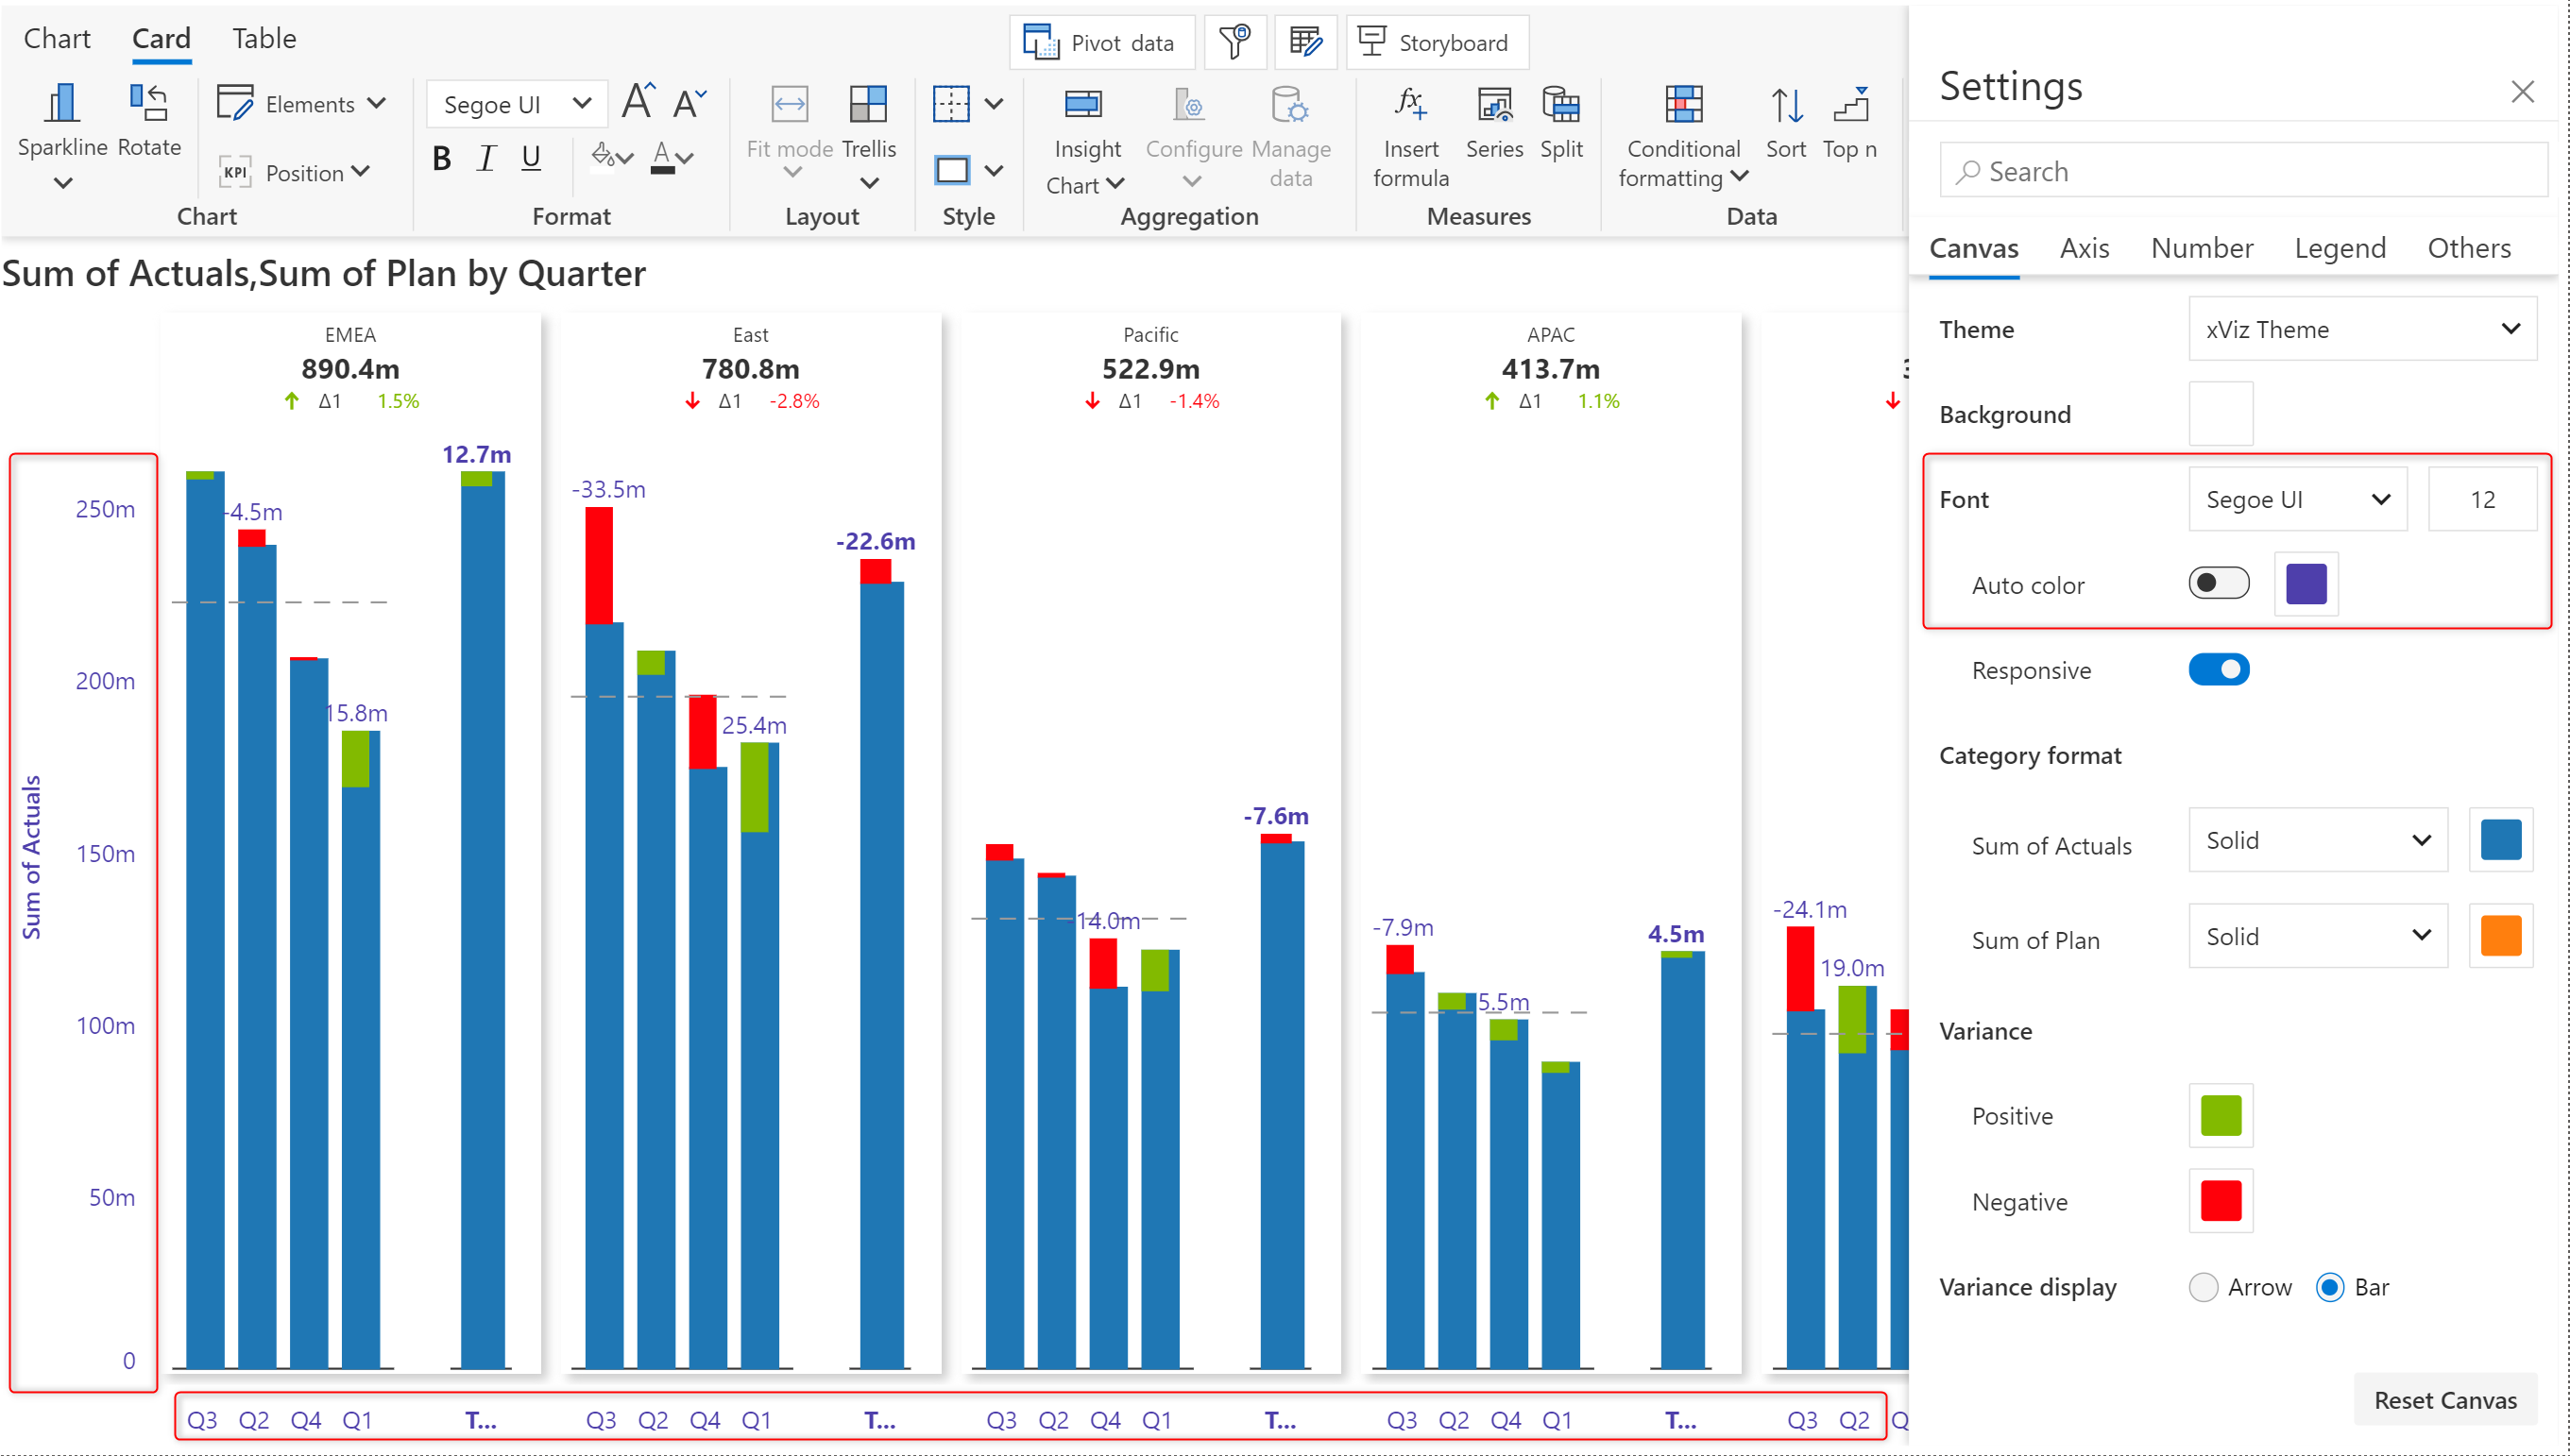 Chart Card Table
Pivot data
Storyboard
Sparkline
Rotate
Elements
KPI Position
Chart
Segoe UI
A A
B I U
A
Format
Fit mode
Trellis
Layout
Style
Insight
Chart
Configure
Manage
data
Aggregation
fx
Insert
formula
Series
Split
Measures
Conditional
formatting
Sort
Top n
Data
Sum of Actuals,Sum of Plan by Quarter
EMEA
890.4m
Δ1 1.5%
East
780.8m
Δ1 -2.8%
Pacific
522.9m
Δ1 -1.4%
APAC
413.7m
Δ1 1.1%
Sum of Actuals
250m
200m
150m
100m
50m
0
-4.5m
15.8m
12.7m
-33.5m
25.4m
-22.6m
-14.0m
-7.6m
-7.9m
5.5m
4.5m
-24.1m
19.0m
Q3 Q2 Q4 Q1 T...
Q3 Q2 Q4 Q1 T...
Q3 Q2 Q4 Q1 T...
Q3 Q2 Q4 Q1 T...
Q3 Q2 Q
Settings
Search
Canvas Axis Number Legend Others
Theme xViz Theme
Background
Font Segoe UI 12
Auto color
Responsive
Category format
Sum of Actuals Solid
Sum of Plan Solid
Variance
Positive
Negative
Variance display Arrow Bar
Reset Canvas